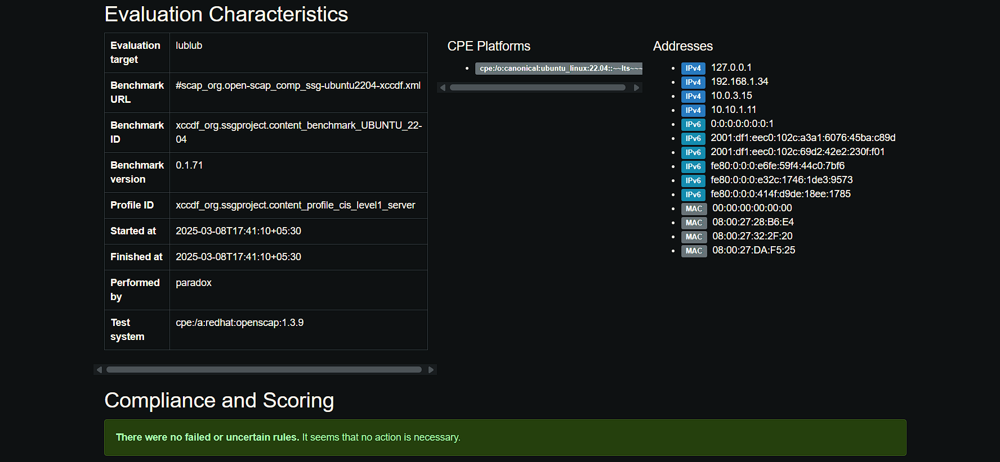 Evaluation Characteristics
Evaluation
target
lublub
Benchmark
URL
#scap_org.open-scap_comp_ssg-ubuntu2204-xccdf.xml
Benchmark
ID
xccdf_org.ssgproject.content_benchmark_UBUNTU_22-
04
Benchmark
version
0.1.71
Profile ID
xccdf_org.ssgproject.content_profile_cis_level1_server
Started at
2025-03-08T17:41:10+05:30
Finished at
2025-03-08T17:41:10+05:30
Performed
by
paradox
Test
system
cpe:/a:redhat:openscap:1.3.9
CPE Platforms
cpe:/o:canonical:ubuntu_linux:22.04::~~lts~~~
Addresses
IPv4 127.0.0.1
IPv4 192.168.1.34
IPv4 10.0.3.15
IPv4 10.10.1.11
IPv6 0:0:0:0:0:0:0:1
IPv6 2001:df1:eec0:102c:a3a1:6076:45ba:c89d
IPv6 2001:df1:eec0:102c:69d2:42e2:230f:f01
IPv6 fe80:0:0:0:e6fe:59f4:44c0:7bf6
IPv6 fe80:0:0:0:e32c:1746:1de3:9573
IPv6 fe80:0:0:0:414f:d9de:18ee:1785
MAC 00:00:00:00:00:00
MAC 08:00:27:28:B6:E4
MAC 08:00:27:32:2F:20
MAC 08:00:27:DA:F5:25
Compliance and Scoring
There were no failed or uncertain rules. It seems that no action is necessary.